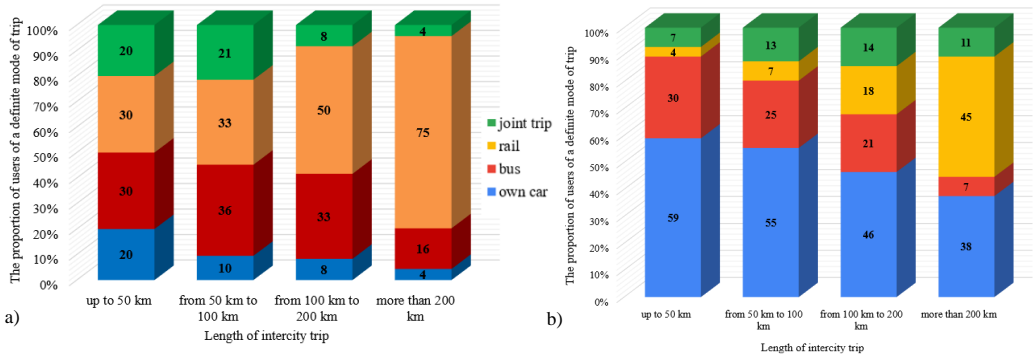 The proportion of users of a definite mode of trip
100%
90%
80%
70%
60%
50%
40%
30%
20%
10%
0%
20
21
8
4
30
33
50
75
30
36
33
16
20
10
8
4
up to 50 km
from 50 km to
100 km
from 100 km to
200 km
more than 200
km
Length of intercity trip
a)
joint trip
rail
bus
own car
The proportion of users of a definite mode of trip
100%
90%
80%
70%
60%
50%
40%
30%
20%
10%
0%
7
13
14
11
4
7
18
45
30
25
21
7
59
55
46
38
up to 50 km
from 50 km to 100
km
from 100 km to 200
km
more than 200 km
Length of intercity trip
b)